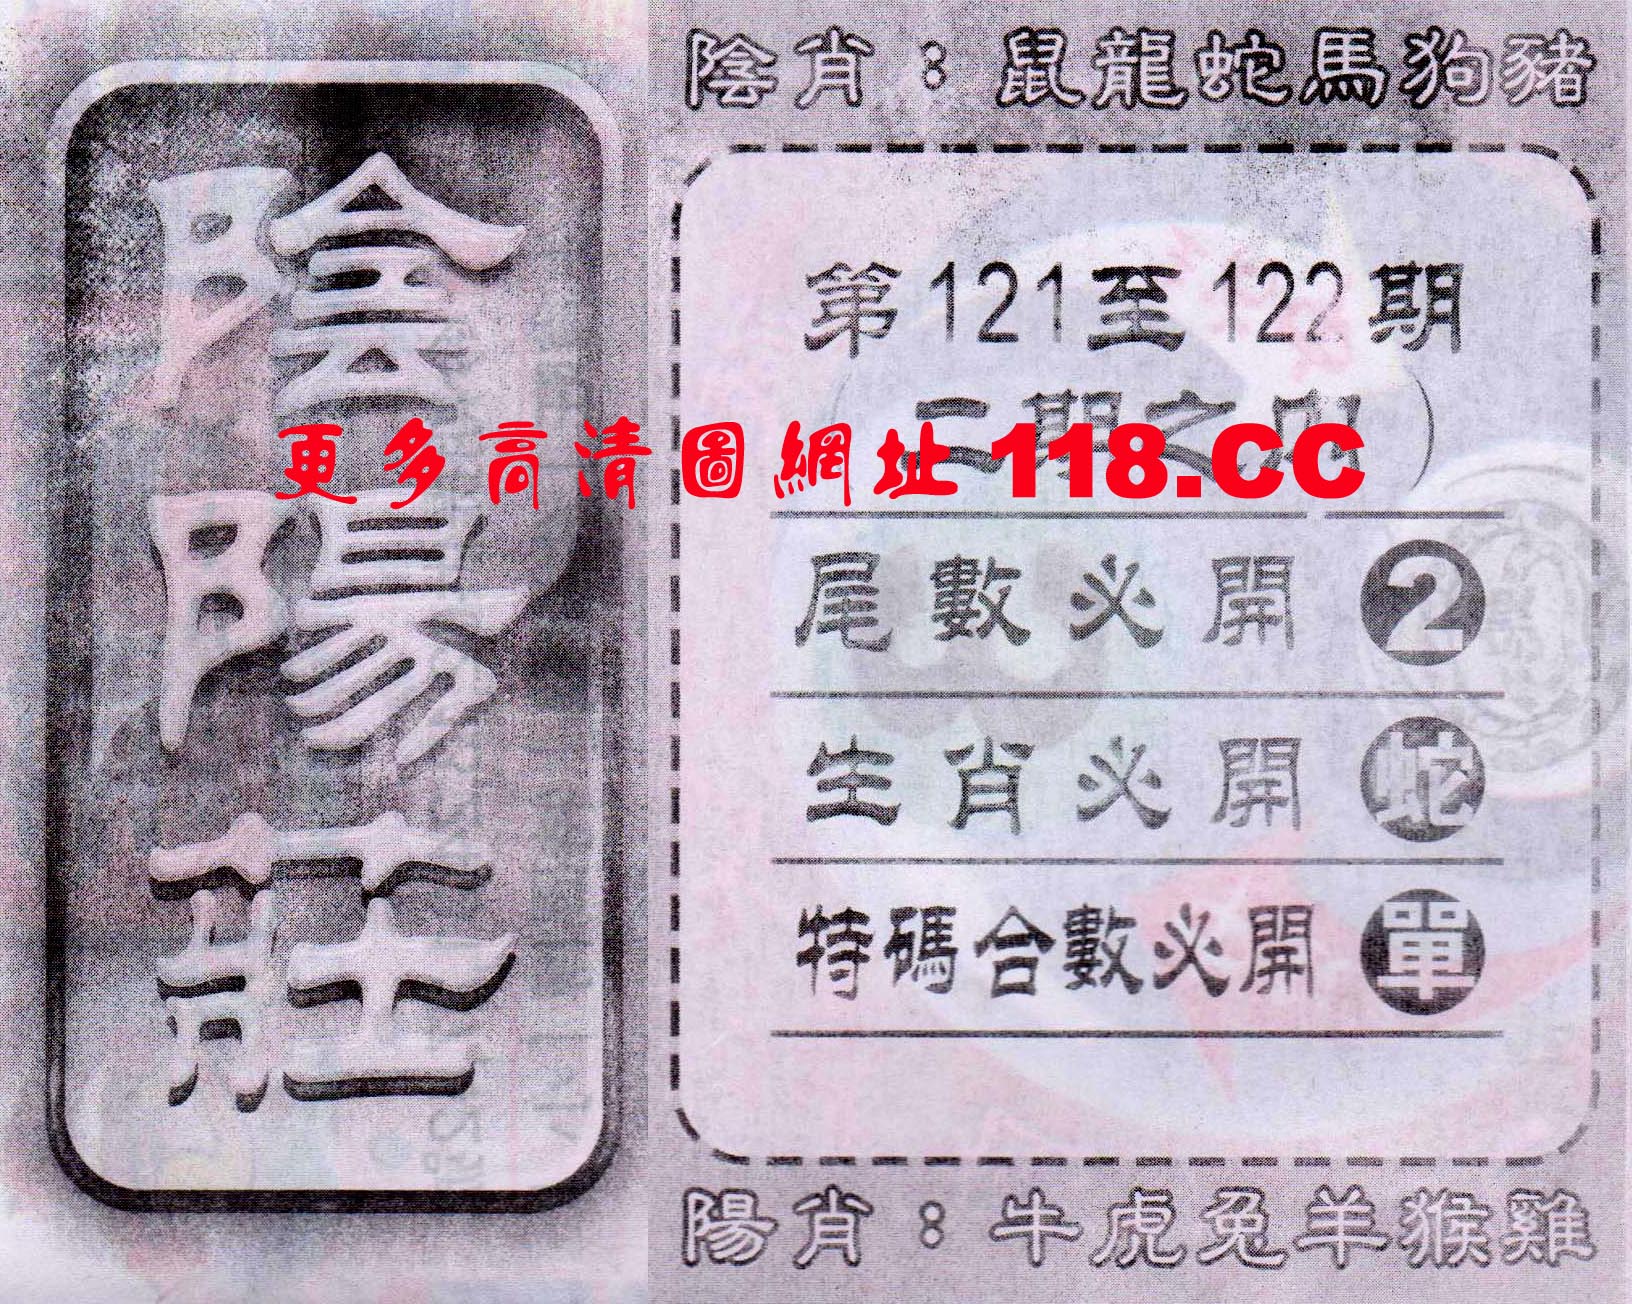 陰陽莊
陰肖：鼠龍蛇馬狗豬
第121至122期
二期之內
更多高清圖網址118.CC
尾數必開2
生肖必開蛇
特碼合數必開單
陽肖：牛虎兔羊猴雞